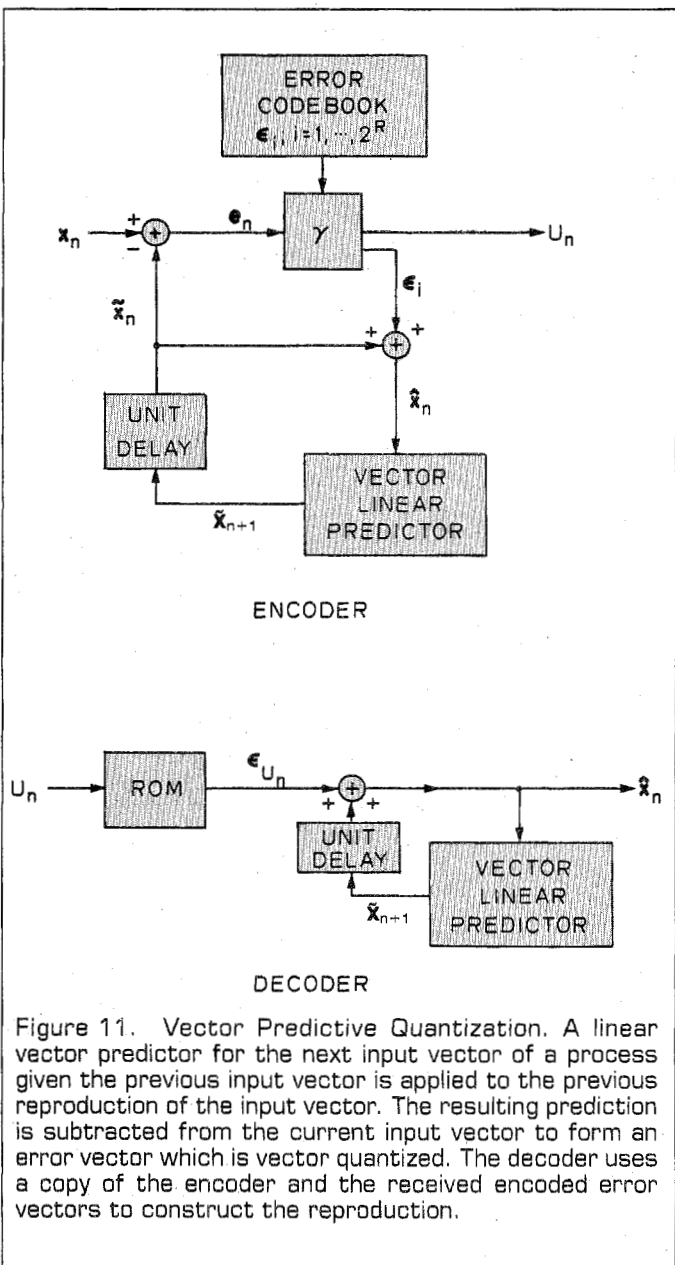 ERROR
CODEBOOK
ϵ_i, i=1, ···, 2^R
x_n
+
−
+
e_n
γ
U_n
ϵ_i
x̃_n
+
+
+
x̂_n
UNIT
DELAY
VECTOR
LINEAR
PREDICTOR
x̃_{n+1}
ENCODER
U_n
ROM
ϵ_{U_n}
+
+
+
x̂_n
UNIT
DELAY
VECTOR
LINEAR
PREDICTOR
x̃_{n+1}
DECODER
Figure 11. Vector Predictive Quantization. A linear
vector predictor for the next input vector of a process
given the previous input vector is applied to the previous
reproduction of the input vector. The resulting prediction
is subtracted from the current input vector to form an
error vector which is vector quantized. The decoder uses
a copy of the encoder and the received encoded error
vectors to construct the reproduction.